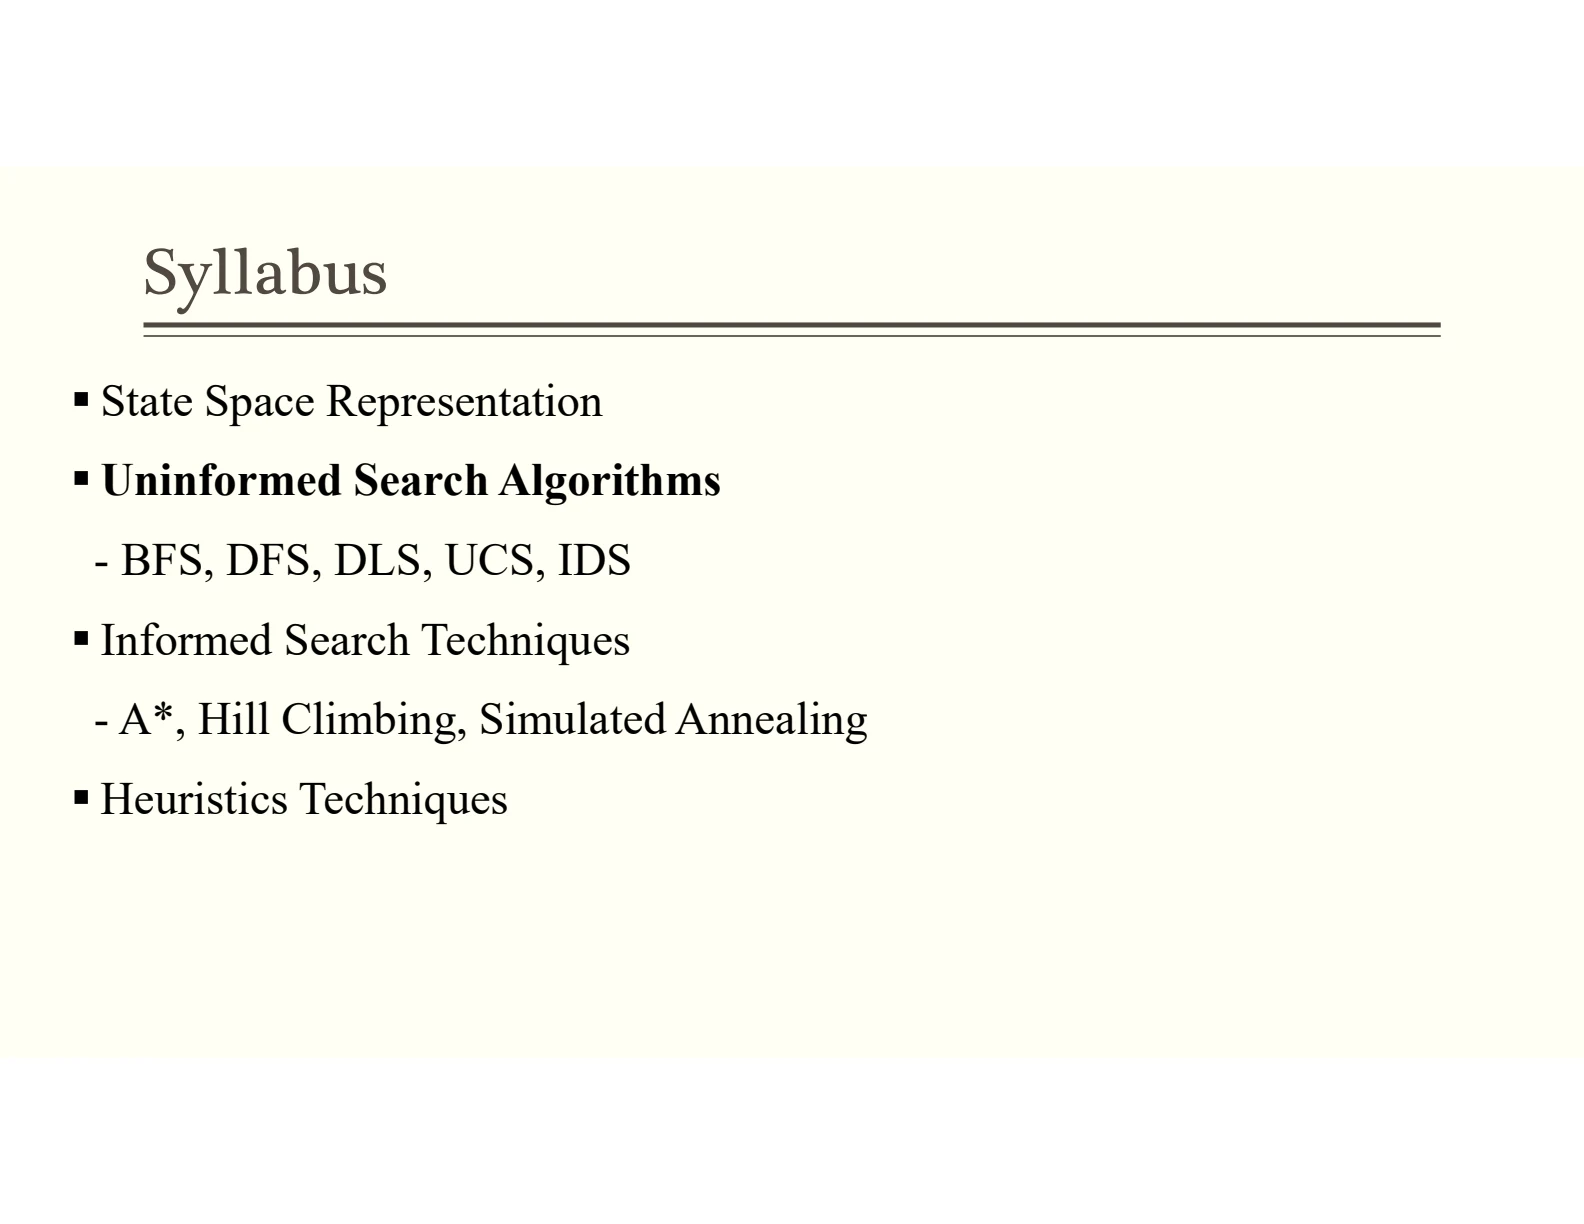 Syllabus
▪ State Space Representation
▪ Uninformed Search Algorithms
- BFS, DFS, DLS, UCS, IDS
▪ Informed Search Techniques
- A*, Hill Climbing, Simulated Annealing
▪ Heuristics Techniques